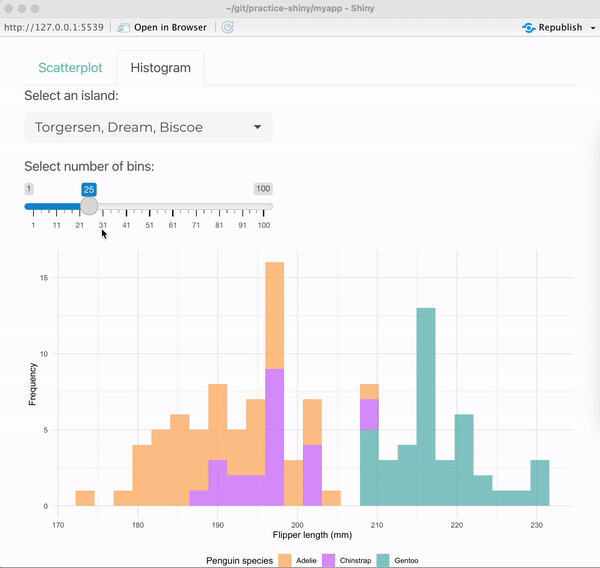 ~/git/practice-shiny/myapp - Shiny
http://127.0.0.1:5539 Open in Browser Republish
Scatterplot Histogram
Select an island:
Torgersen, Dream, Biscoe
Select number of bins:
1 25 100
1 11 21 31 41 51 61 71 81 91 100
15
10
Frequency
5
0
170 180 190 200 210 220 230
Flipper length (mm)
Penguin species Adelie Chinstrap Gentoo